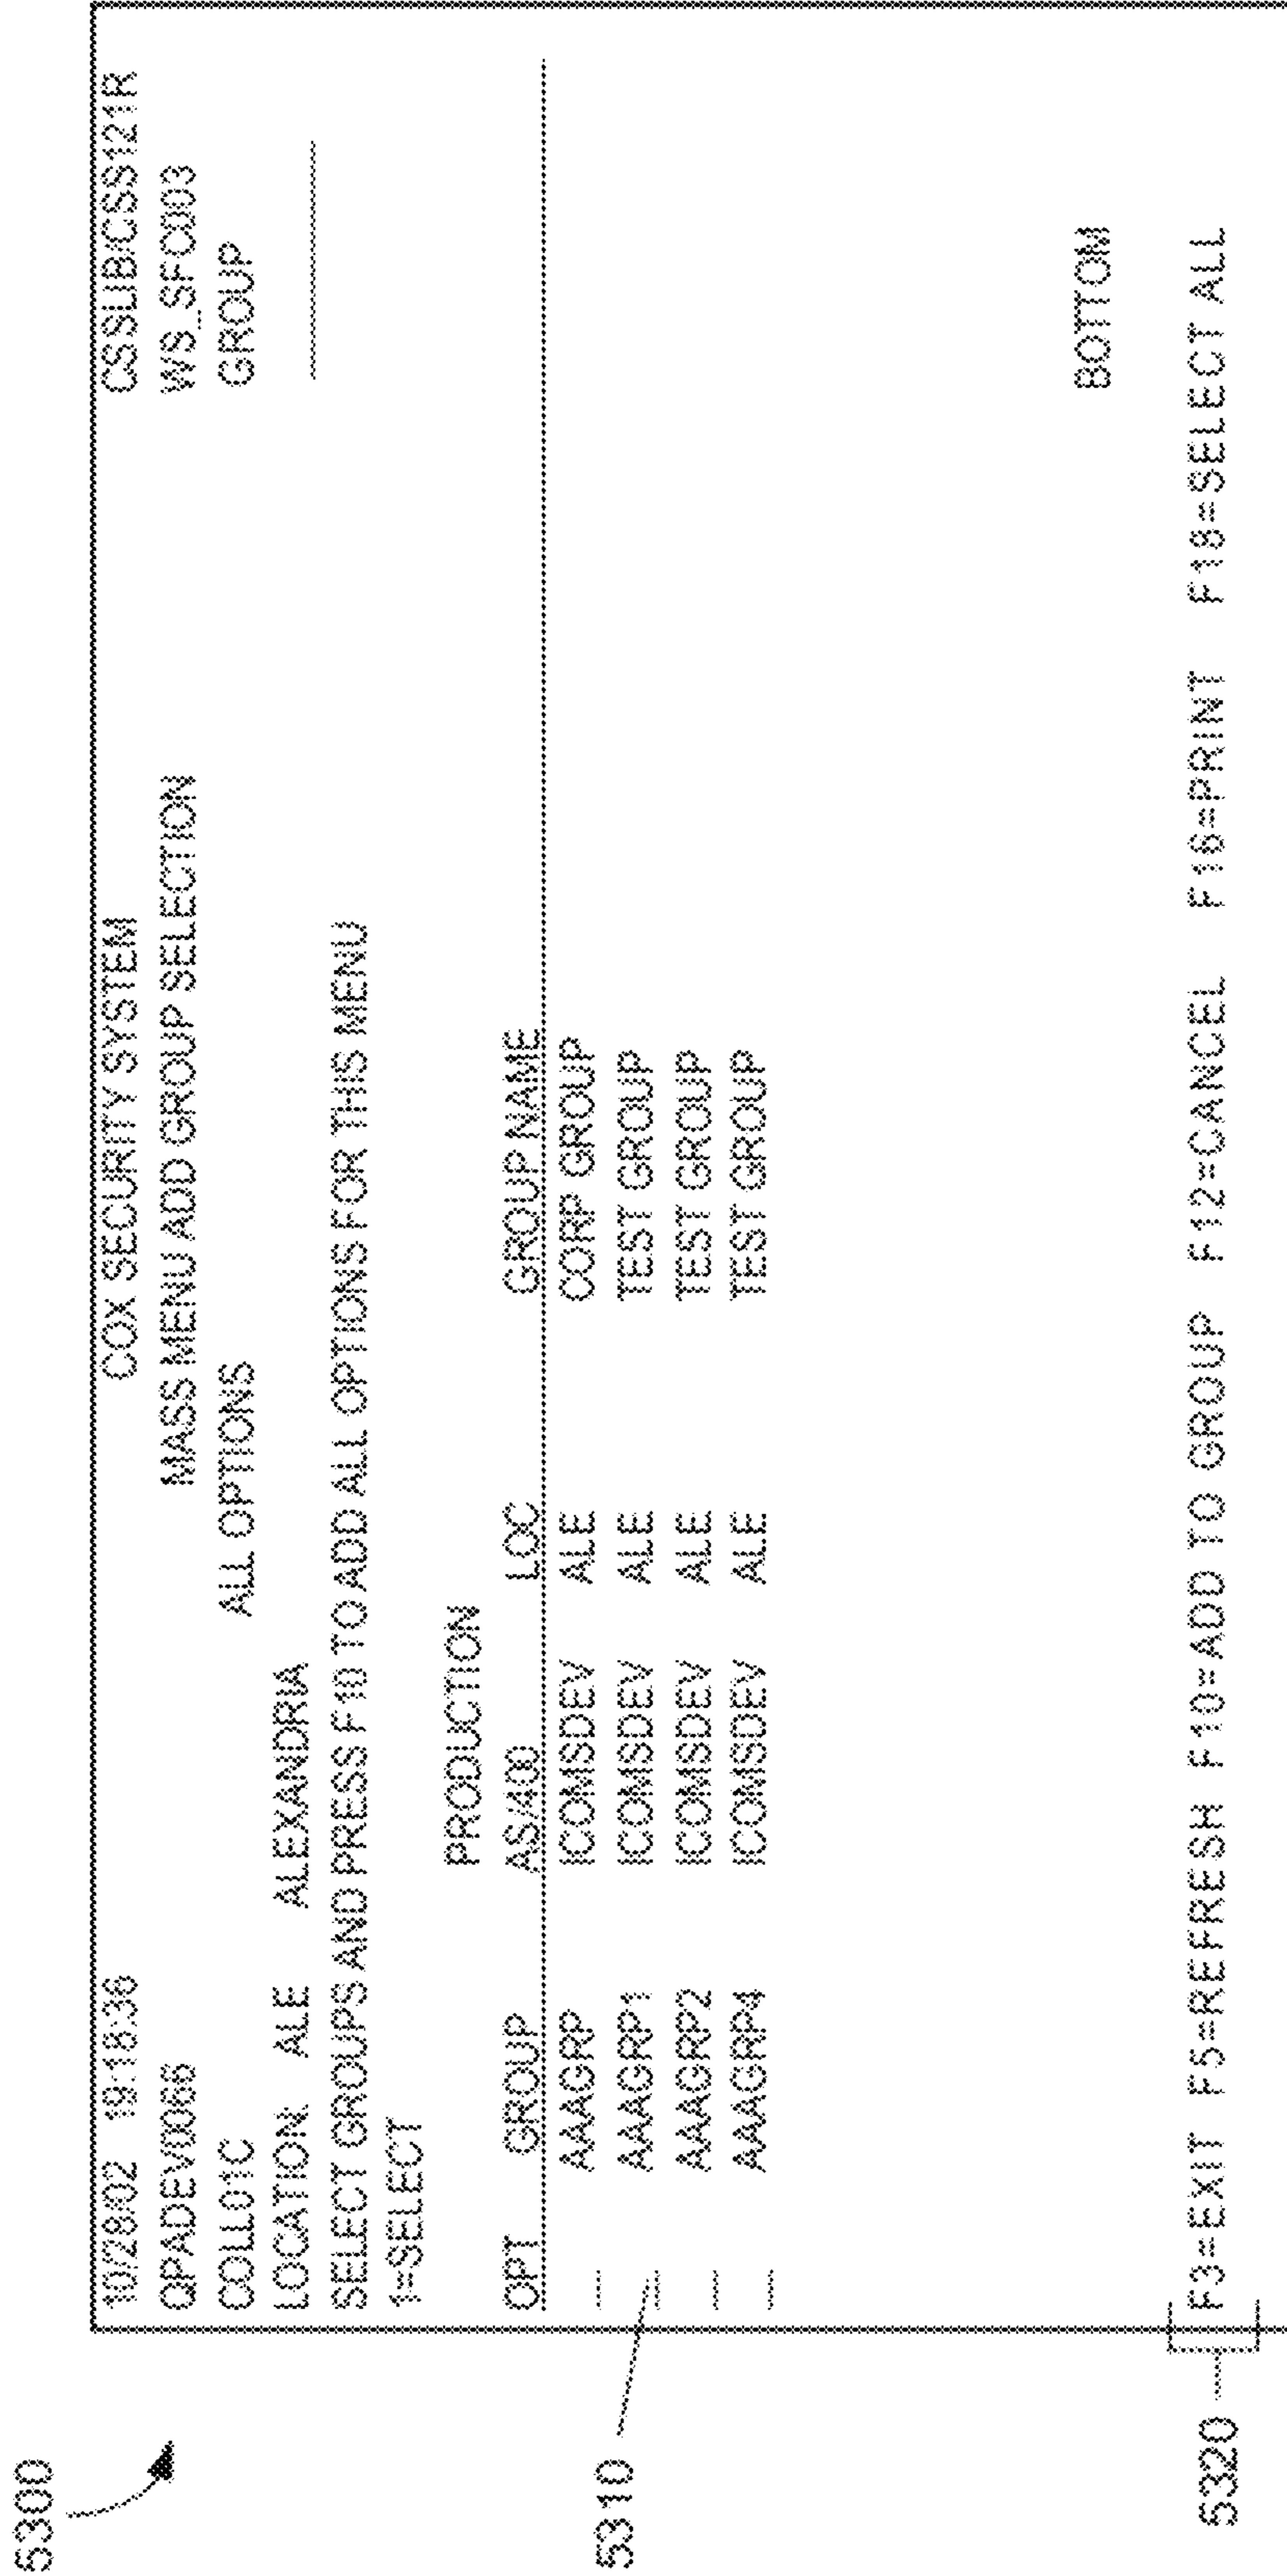 5300
10/28/02 19:18:36 COX SECURITY SYSTEM CSSLIB/CSS121R
QPADEV0066 MASS MENU ADD GROUP SELECTION WS_SFC003
COLL01C ALL OPTIONS GROUP
LOCATION: ALE ALEXANDRIA
SELECT GROUPS AND PRESS F10 TO ADD ALL OPTIONS FOR THIS MENU
1=SELECT
PRODUCTION
OPT GROUP AS/400 LOC GROUP NAME
AAAGRP ICOMSDEV ALE CORP GROUP
5310
AAAGRP1 ICOMSDEV ALE TEST GROUP
AAAGRP2 ICOMSDEV ALE TEST GROUP
AAAGRP4 ICOMSDEV ALE TEST GROUP
BOTTOM
5320
F3=EXIT F5=REFRESH F10=ADD TO GROUP F12=CANCEL F16=PRINT F18=SELECT ALL